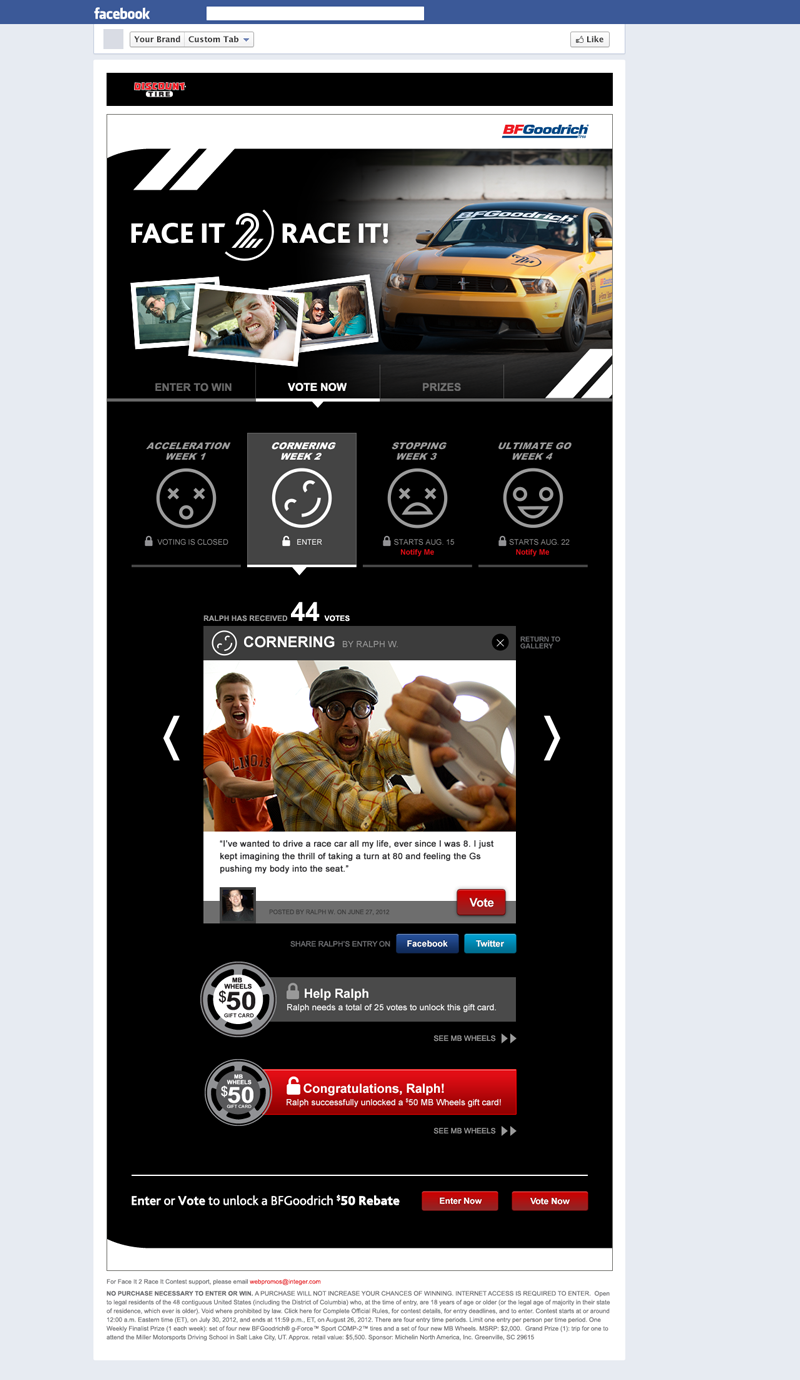 facebook
Your Brand Custom Tab
Like
DISCOUNT
TIRE
BFGoodrich
BFGoodrich
FACE IT 2 RACE IT!
ENTER TO WIN
VOTE NOW
PRIZES
ACCELERATION
WEEK 1
VOTING IS CLOSED
CORNERING
WEEK 2
ENTER
STOPPING
WEEK 3
STARTS AUG. 15
Notify Me
ULTIMATE GO
WEEK 4
STARTS AUG. 22
Notify Me
RALPH HAS RECEIVED 44 VOTES
CORNERING BY RALPH W.
RETURN TO
GALLERY
“I’ve wanted to drive a race car all my life, ever since I was 8. I just
kept imagining the thrill of taking a turn at 80 and feeling the Gs
pushing my body into the seat.”
POSTED BY RALPH W. ON JUNE 27, 2012
Vote
SHARE RALPH'S ENTRY ON
Facebook
Twitter
MB
WHEELS
$50
GIFT CARD
Help Ralph
Ralph needs a total of 25 votes to unlock this gift card.
SEE MB WHEELS
MB
WHEELS
$50
GIFT CARD
Congratulations, Ralph!
Ralph successfully unlocked a $50 MB Wheels gift card!
SEE MB WHEELS
Enter or Vote to unlock a BFGoodrich $50 Rebate
Enter Now
Vote Now
For Face It 2 Race It Contest support, please email webpromos@integer.com
NO PURCHASE NECESSARY TO ENTER OR WIN. A PURCHASE WILL NOT INCREASE YOUR CHANCES OF WINNING. INTERNET ACCESS IS REQUIRED TO ENTER. Open
to legal residents of the 48 contiguous United States (including the District of Columbia) who, at the time of entry, are 18 years of age or older (or the legal age of majority in their state
of residence, which ever is older). Void where prohibited by law. Click here for Complete Official Rules, for contest details, for entry deadlines, and to enter. Contest starts at or around
12:00 a.m. Eastern time (ET), on July 30, 2012, and ends at 11:59 p.m., ET, on August 26, 2012. There are four entry time periods. Limit one entry per person per time period. One
Weekly Finalist Prize (1 each week): set of four new BFGoodrich® g-Force™ Sport COMP-2™ tires and a set of four new MB Wheels. MSRP: $2,000. Grand Prize (1): trip for one to
attend the Miller Motorsports Driving School in Salt Lake City, UT. Approx. retail value: $5,500. Sponsor: Michelin North America, Inc. Greenville, SC 29615